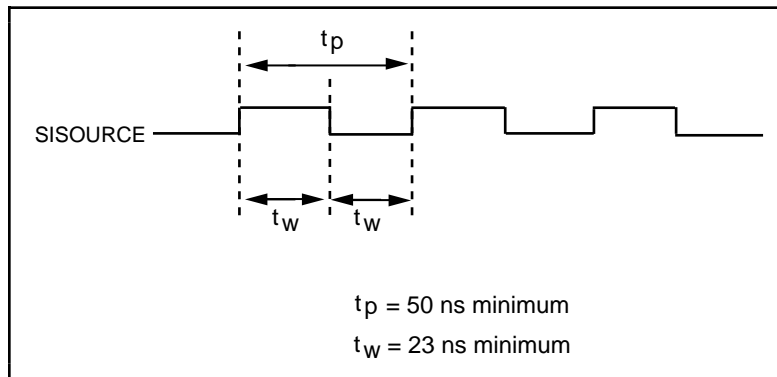 tp
SISOURCE
tw tw
tp = 50 ns minimum
tw = 23 ns minimum